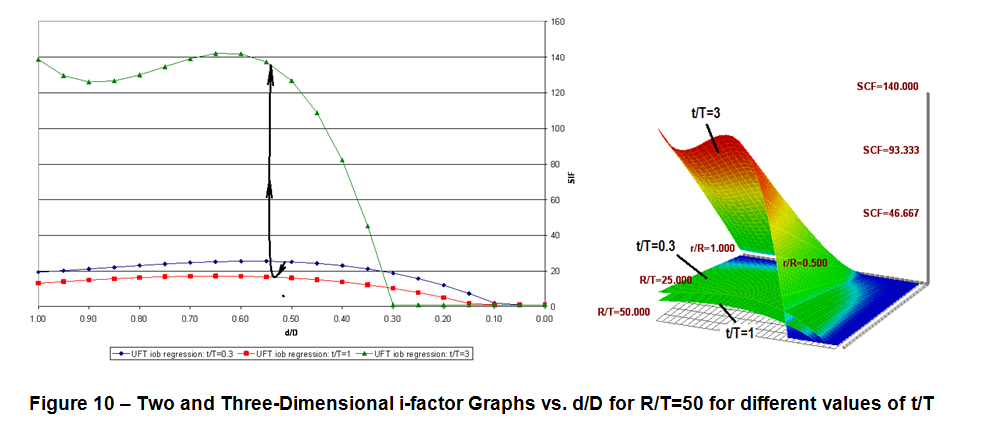 160
140
120
100
80
60
40
20
0
SIF
1.00 0.90 0.80 0.70 0.60 0.50 0.40 0.30 0.20 0.10 0.00
d/D
UFT iob regression: t/T=0.3 UFT iob regression: t/T=1 UFT iob regression: t/T=3
SCF=140.000
t/T=3
SCF=93.333
SCF=46.667
t/T=0.3
r/R=1.000
r/R=0.500
R/T=25.000
R/T=50.000
t/T=1
Figure 10 – Two and Three-Dimensional i-factor Graphs vs. d/D for R/T=50 for different values of t/T